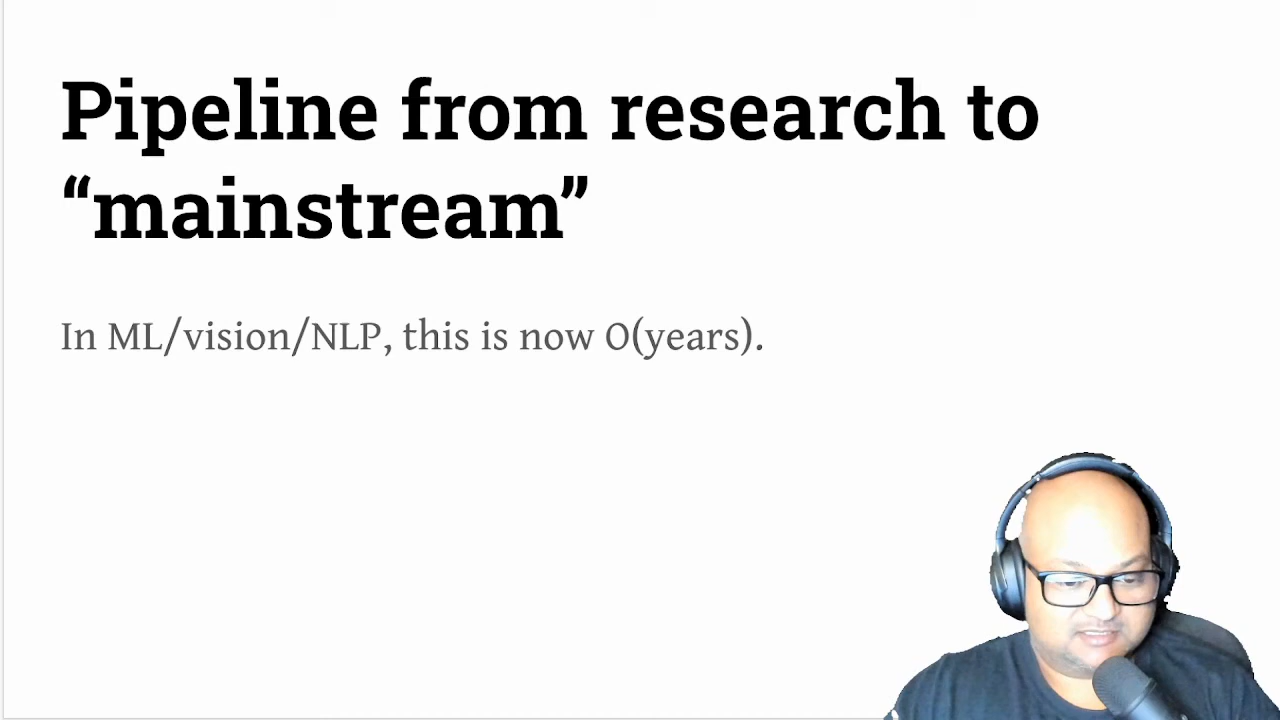 Pipeline from research to
“mainstream”
In ML/vision/NLP, this is now O(years).